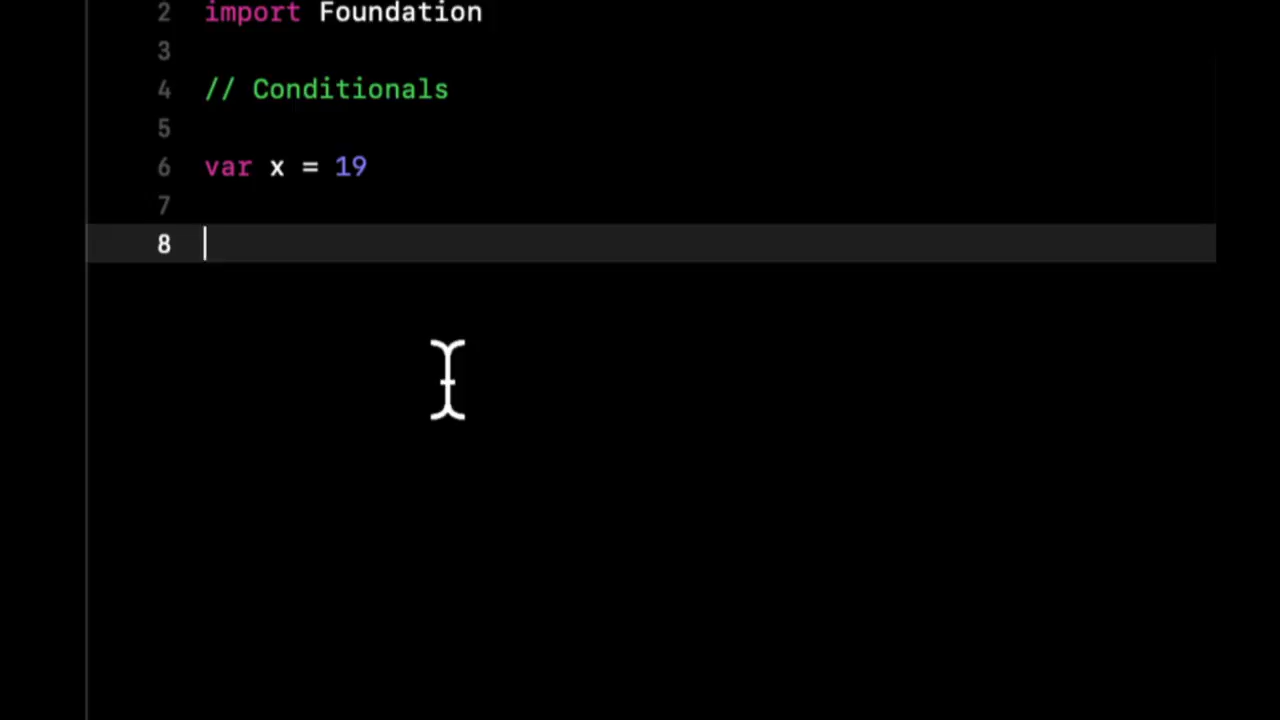 2 import Foundation
3
4 // Conditionals
5
6 var x = 19
7
8